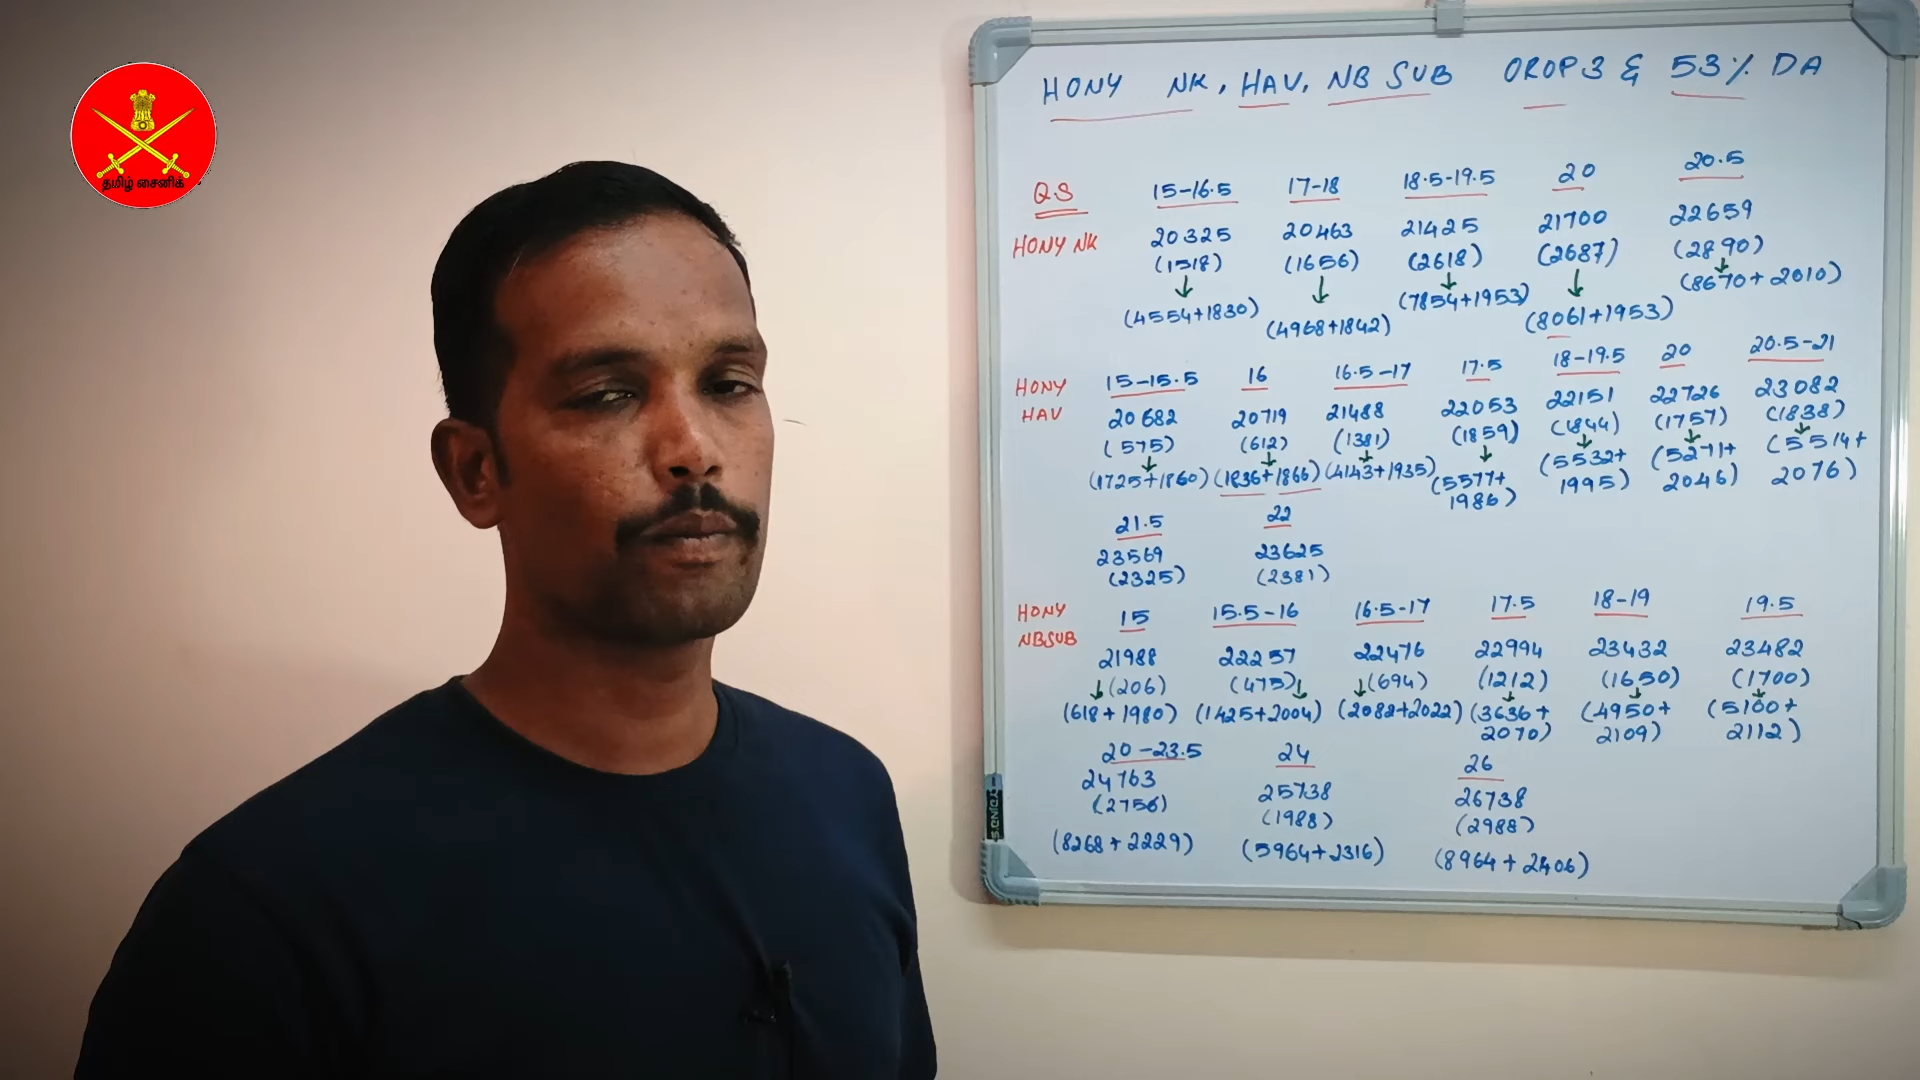 தமிழ் சைனிக்
HONY NK, HAV, NB SUB OROP3 & 53% DA
QS 15-16.5 17-18 18.5-19.5 20 20.5
HONY NK 20325 20463 21425 21700 22659
(1518) (1656) (2618) (2687) (2890)
(4554+1830) (4968+1842) (7854+1953) (8061+1953) (8670+2010)
HONY HAV 15-15.5 16 16.5-17 17.5 18-19.5 20 20.5-21
20682 20719 21488 22053 22151 22726 23082
(575) (612) (1381) (1859) (1844) (1757) (1838)
(1725+1860) (1836+1866) (4143+1935) (5577+1986) (5532+1995) (5271+2046) (5514+2076)
21.5 22
23569 23625
(2325) (2381)
HONY NBSUB 15 15.5-16 16.5-17 17.5 18-19 19.5
21988 22257 22476 22994 23432 23482
(206) (475) (694) (1212) (1650) (1700)
(618+1980) (1425+2004) (2082+2022) (3636+2070) (4950+2109) (5100+2112)
20-23.5 24 26
24763 25738 26738
(2756) (1988) (2988)
(8268+2229) (5964+2316) (8964+2406)